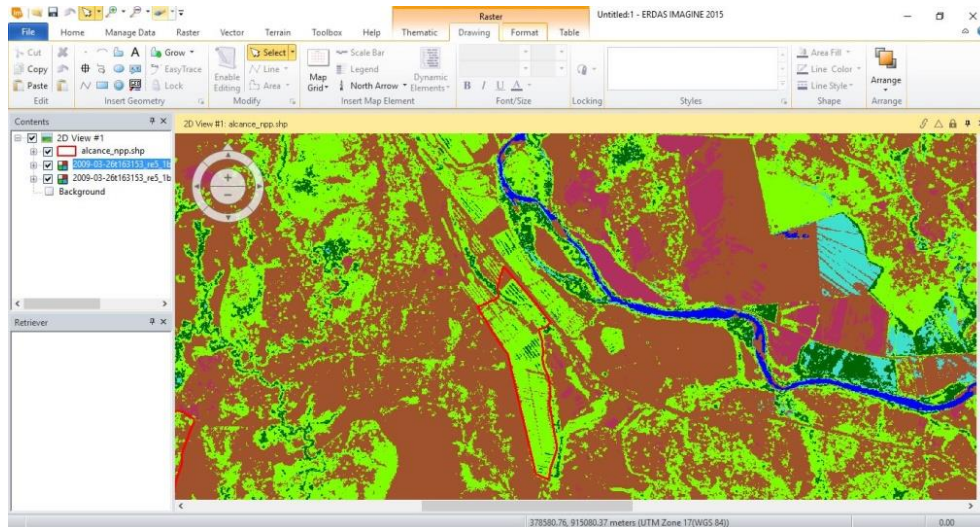 Raster
Untitled:1 - ERDAS IMAGINE 2015
File Home Manage Data Raster Vector Terrain Toolbox Help Thematic Drawing Format Table
Cut
Copy
Paste
Edit
A
Grow
EasyTrace
Lock
Insert Geometry
Enable Editing
Select
Line
Area
Modify
Map Grid
Scale Bar
Legend
North Arrow
Dynamic Elements
Insert Map Element
B I U A
Font/Size
Locking
Styles
Area Fill
Line Color
Line Style
Shape
Arrange
Arrange
Contents
2D View #1
alcance_npp.shp
2009-03-26t163153_re5_1b
2009-03-26t163153_re5_1b
Background
Retriever
2D View #1: alcance_npp.shp
378580.76, 915080.37 meters (UTM Zone 17(WGS 84))
0.00